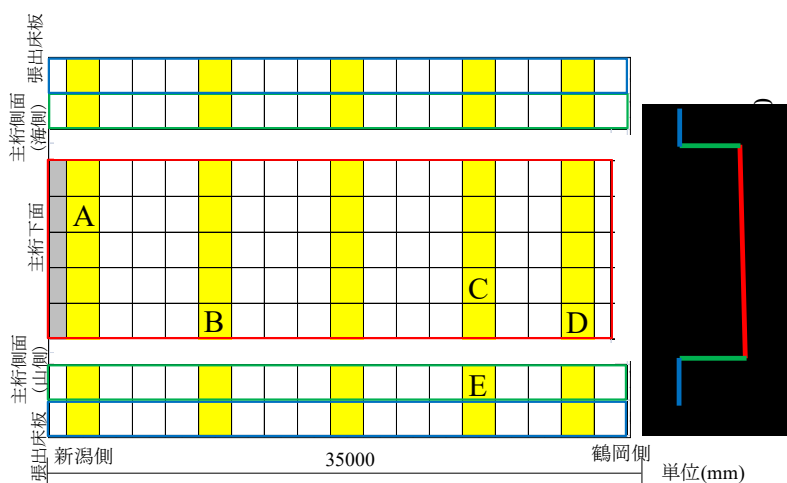 張出床板
主桁側面
(海側)
主桁下面
A
B
C
D
主桁側面
(山側)
E
張出床板
新潟側
35000
鶴岡側
単位(mm)
)